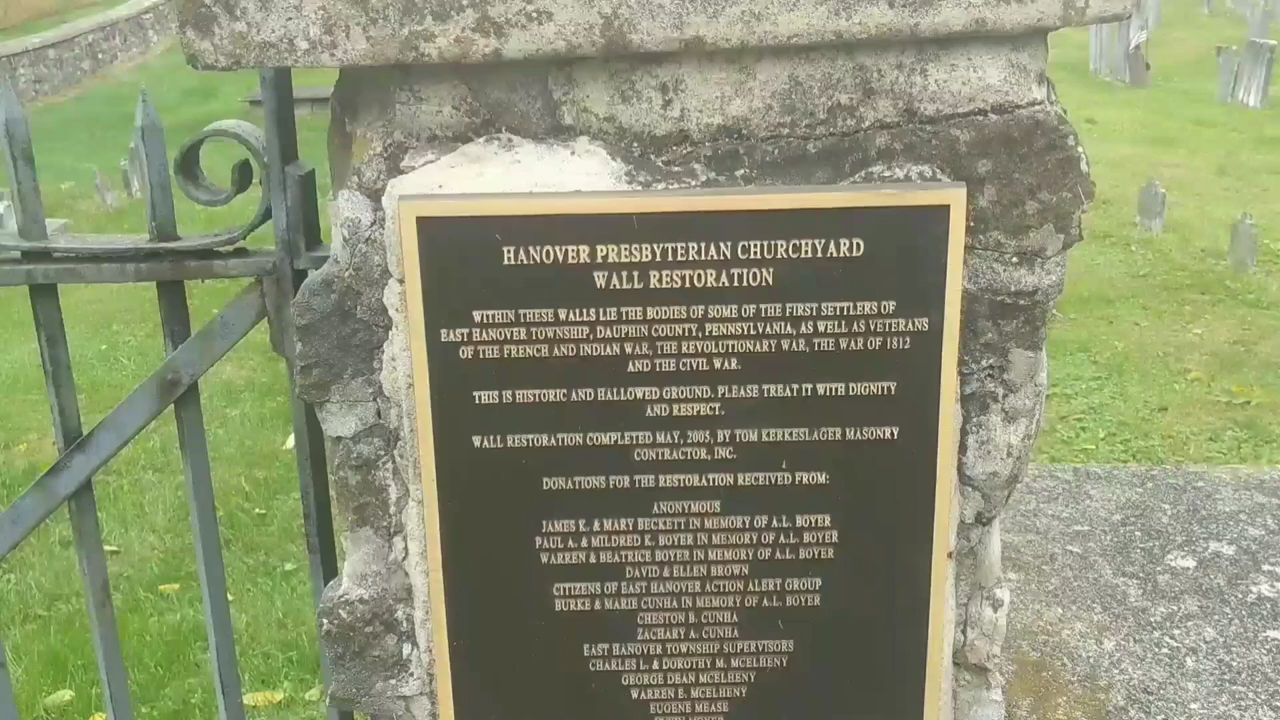 HANOVER PRESBYTERIAN CHURCHYARD
WALL RESTORATION
WITHIN THESE WALLS LIE THE BODIES OF SOME OF THE FIRST SETTLERS OF
EAST HANOVER TOWNSHIP, DAUPHIN COUNTY, PENNSYLVANIA, AS WELL AS VETERANS
OF THE FRENCH AND INDIAN WAR, THE REVOLUTIONARY WAR, THE WAR OF 1812
AND THE CIVIL WAR.
THIS IS HISTORIC AND HALLOWED GROUND. PLEASE TREAT IT WITH DIGNITY
AND RESPECT.
WALL RESTORATION COMPLETED MAY, 2005, BY TOM KERKESLAGER MASONRY
CONTRACTOR, INC.
DONATIONS FOR THE RESTORATION RECEIVED FROM:
ANONYMOUS
JAMES K. & MARY BECKETT IN MEMORY OF A.L. BOYER
PAUL A. & MILDRED K. BOYER IN MEMORY OF A.L. BOYER
WARREN & BEATRICE BOYER IN MEMORY OF A.L. BOYER
DAVID & ELLEN BROWN
CITIZENS OF EAST HANOVER ACTION ALERT GROUP
BURKE & MARIE CUNHA IN MEMORY OF A.L. BOYER
CHESTON B. CUNHA
ZACHARY A. CUNHA
EAST HANOVER TOWNSHIP SUPERVISORS
CHARLES L. & DOROTHY M. MCELHENY
GEORGE DEAN MCELHENY
WARREN E. MCELHENY
EUGENE MEASE